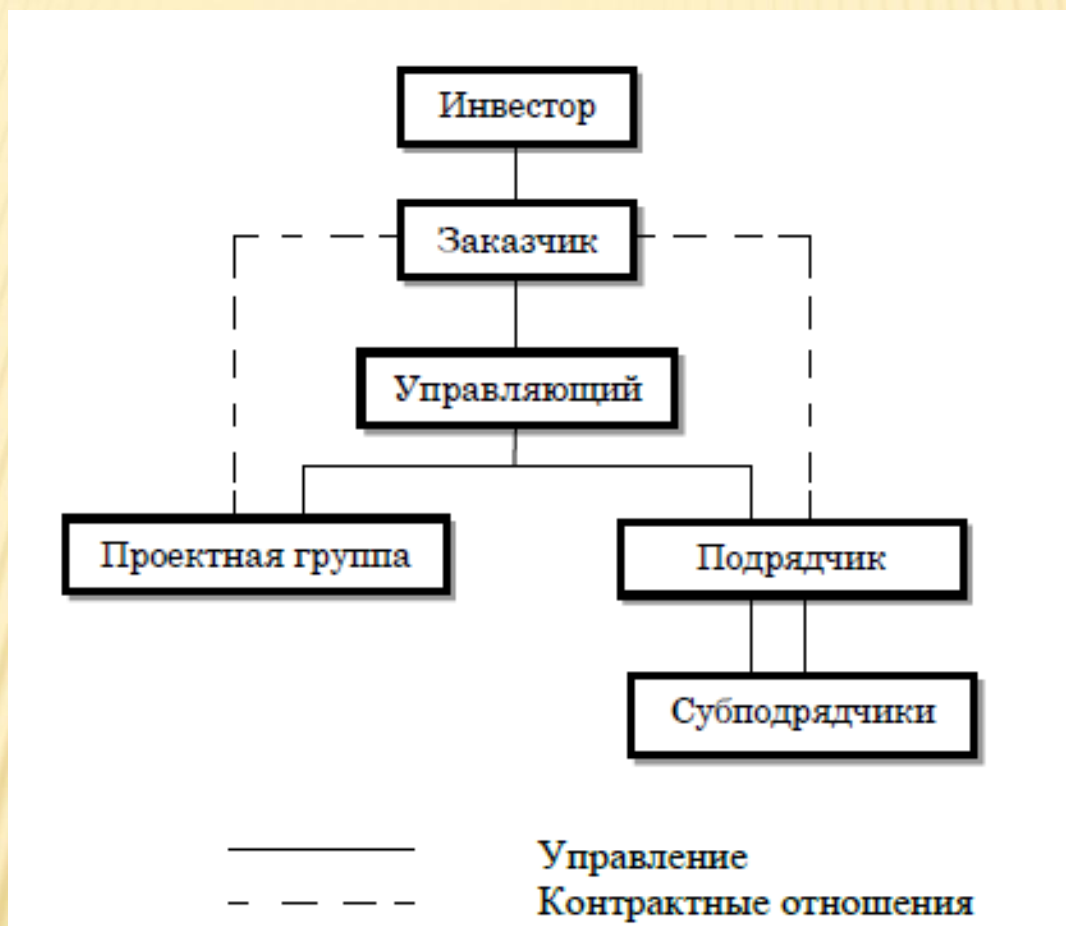 Инвестор
Заказчик
Управляющий
Проектная группа
Подрядчик
Субподрядчики
Управление
Контрактные отношения